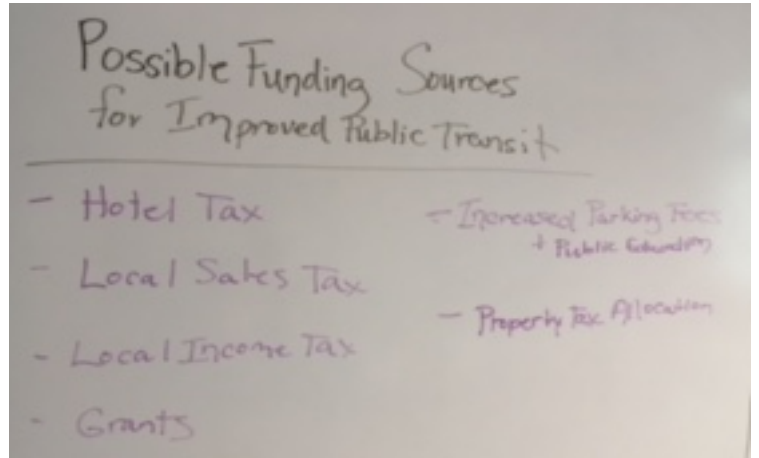 Possible Funding Sources
for Improved Public Transit
- Hotel Tax
- Local Sales Tax
- Local Income Tax
- Grants
- Increased Parking Fees
+ Public Education
- Property Tax Allocation